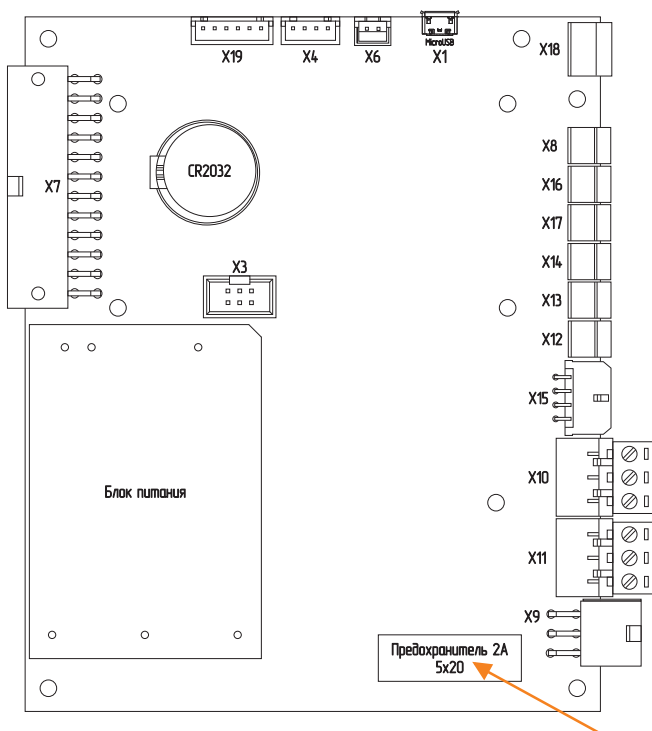 X19
X4
X6
MicroUSB
X1
X18
X7
CR2032
X8
X16
X17
X14
X3
X13
X12
X15
X10
Блок питания
X11
X9
Предохранитель 2А
5х20